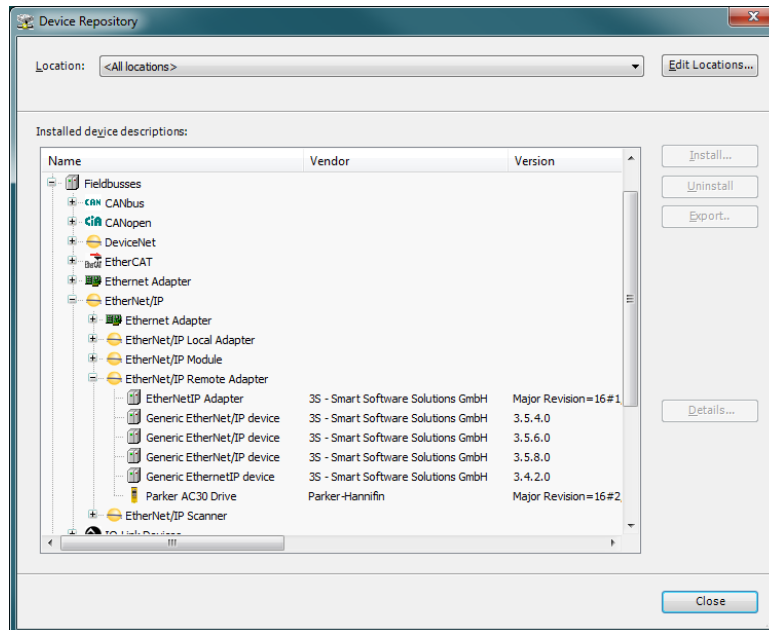 Device Repository
Location: <All locations> Edit Locations...
Installed device descriptions:
Name Vendor Version
Install...
Uninstall
Export..
Fieldbusses
CAN CANbus
CiA CANopen
DeviceNet
EtherCAT
Ethernet Adapter
EtherNet/IP
Ethernet Adapter
EtherNet/IP Local Adapter
EtherNet/IP Module
EtherNet/IP Remote Adapter
EtherNetIP Adapter 3S - Smart Software Solutions GmbH Major Revision=16#1
Generic EtherNet/IP device 3S - Smart Software Solutions GmbH 3.5.4.0
Details...
Generic EtherNet/IP device 3S - Smart Software Solutions GmbH 3.5.6.0
Generic EtherNet/IP device 3S - Smart Software Solutions GmbH 3.5.8.0
Generic EthernetIP device 3S - Smart Software Solutions GmbH 3.4.2.0
Parker AC30 Drive Parker-Hannifin Major Revision=16#2
EtherNet/IP Scanner
IO-Link Devices
Close